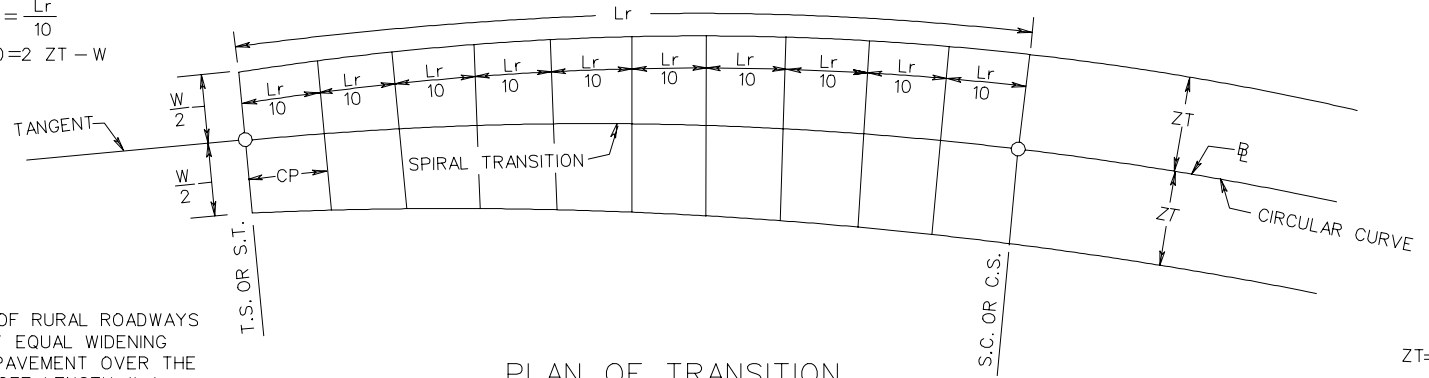 = Lr/10
=2 ZT - W
Lr
Lr/10 Lr/10 Lr/10 Lr/10 Lr/10 Lr/10 Lr/10 Lr/10 Lr/10 Lr/10
W/2
TANGENT
ZT
SPIRAL TRANSITION
BL
CP
W/2
ZT
CIRCULAR CURVE
T.S. OR S.T.
S.C. OR C.S.
OF RURAL ROADWAYS
EQUAL WIDENING
PAVEMENT OVER THE
PLAN OF TRANSITION
ZT=